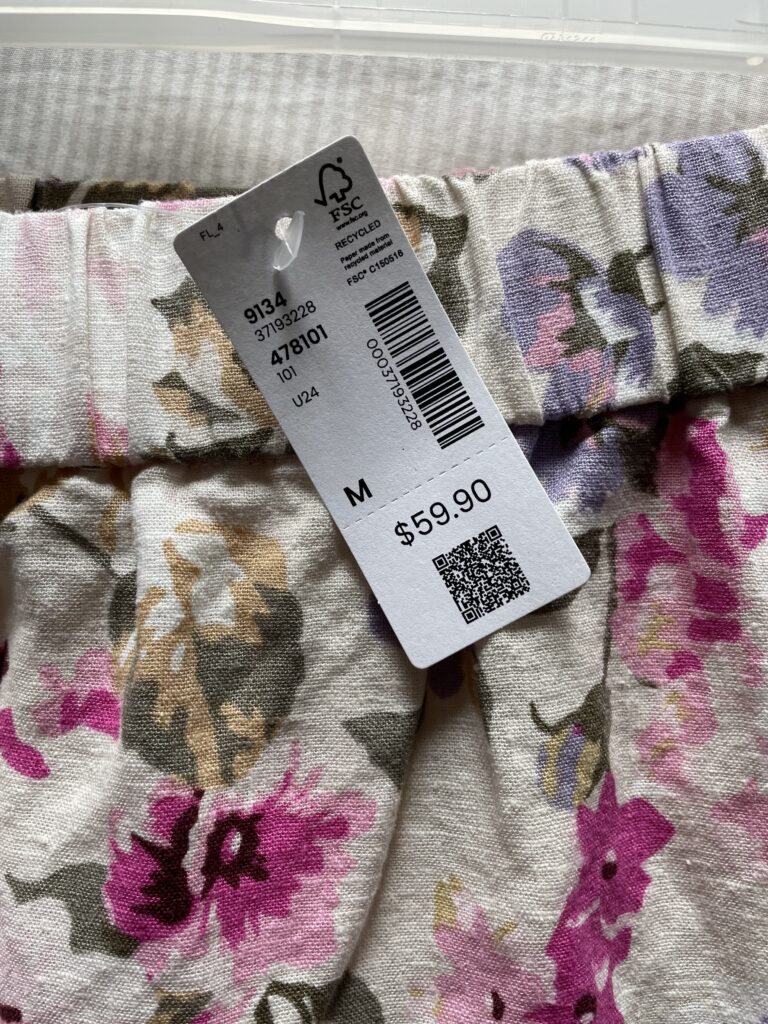 FL_4
FSC
www.fsc.org
RECYCLED
Paper made from
recycled material
FSC® C150516
9134
37193228
478101
101
U24
00037193228
M
$59.90